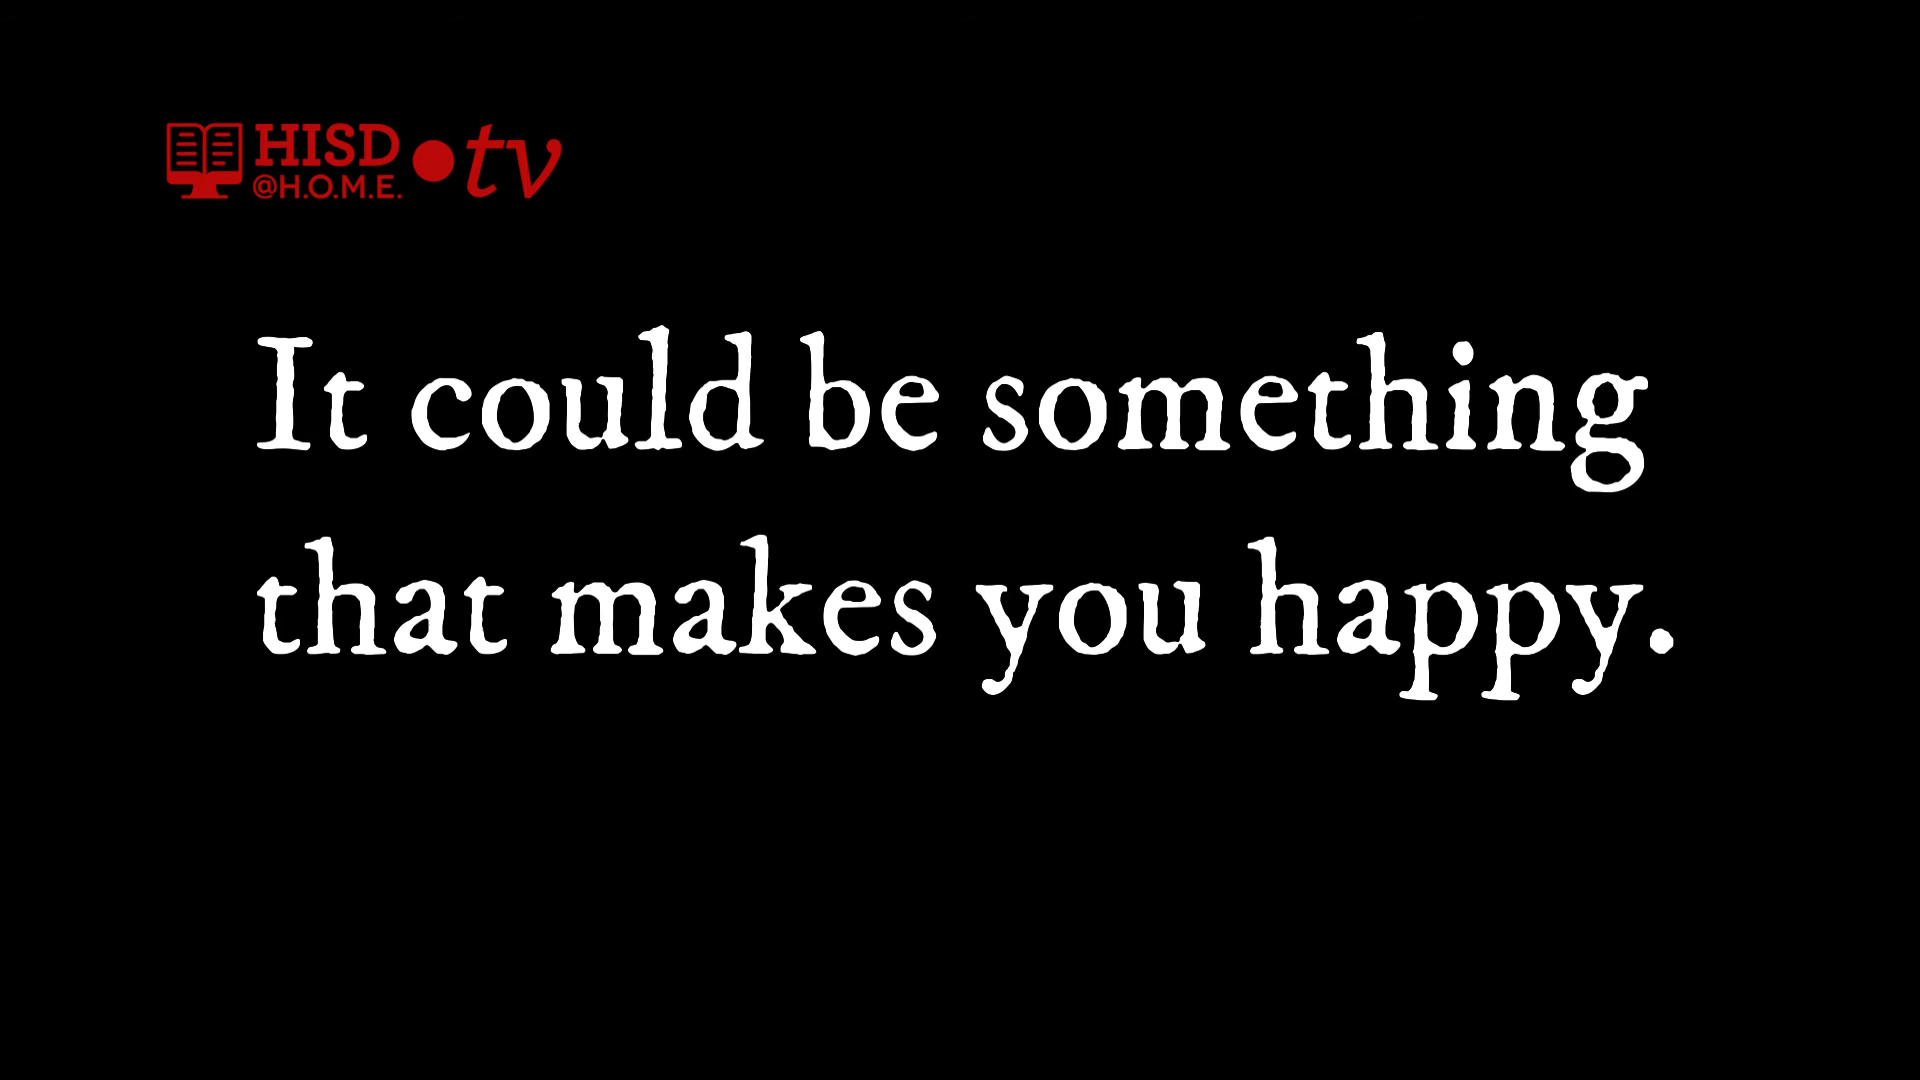 HISD
@H.O.M.E.
tv
It could be something
that makes you happy.